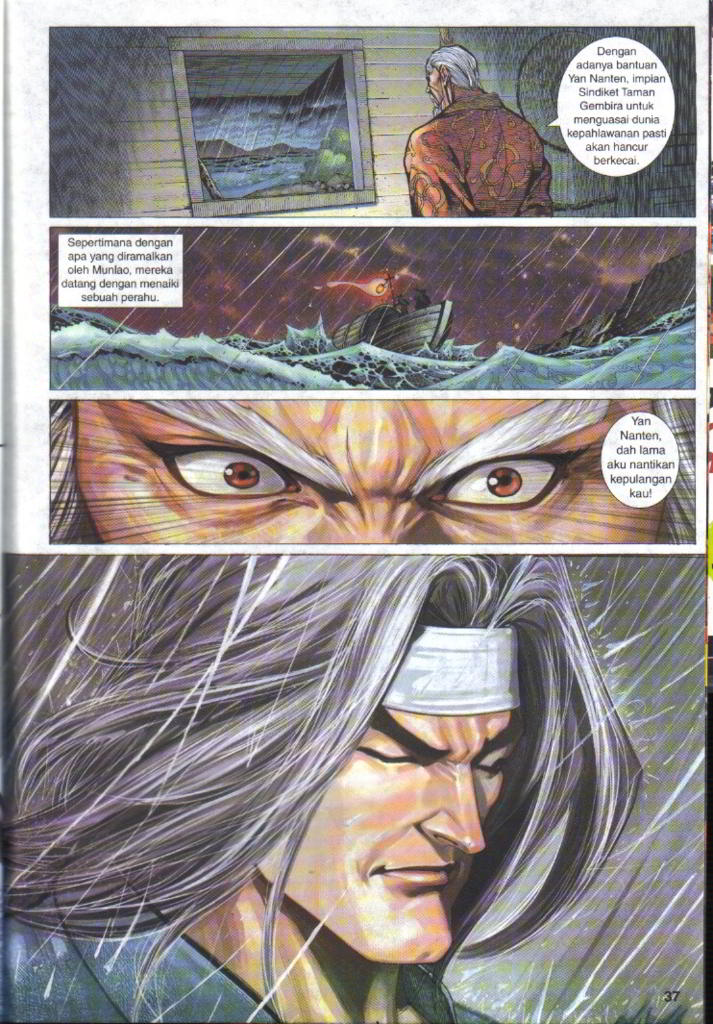 Dengan
adanya bantuan
Yan Nanten, impian
Sindiket Taman
Gembira untuk
menguasai dunia
kepahlawanan pasti
akan hancur
berkecai.
Sepertimana dengan
apa yang diramalkan
oleh Munlao, mereka
datang dengan menaiki
sebuah perahu.
Yan
Nanten,
dah lama
aku nantikan
kepulangan
kau!
37